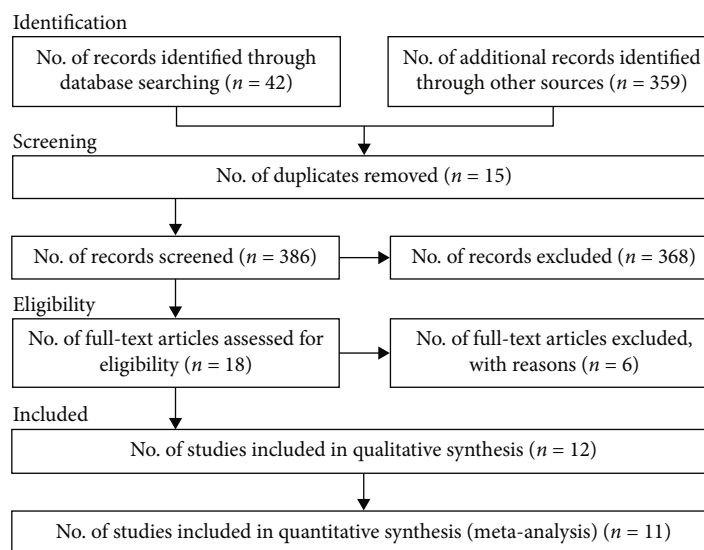 Identification
No. of records identified through
database searching (n = 42)
No. of additional records identified
through other sources (n = 359)
Screening
No. of duplicates removed (n = 15)
No. of records screened (n = 386)
No. of records excluded (n = 368)
Eligibility
No. of full-text articles assessed for
eligibility (n = 18)
No. of full-text articles excluded,
with reasons (n = 6)
Included
No. of studies included in qualitative synthesis (n = 12)
No. of studies included in quantitative synthesis (meta-analysis) (n = 11)